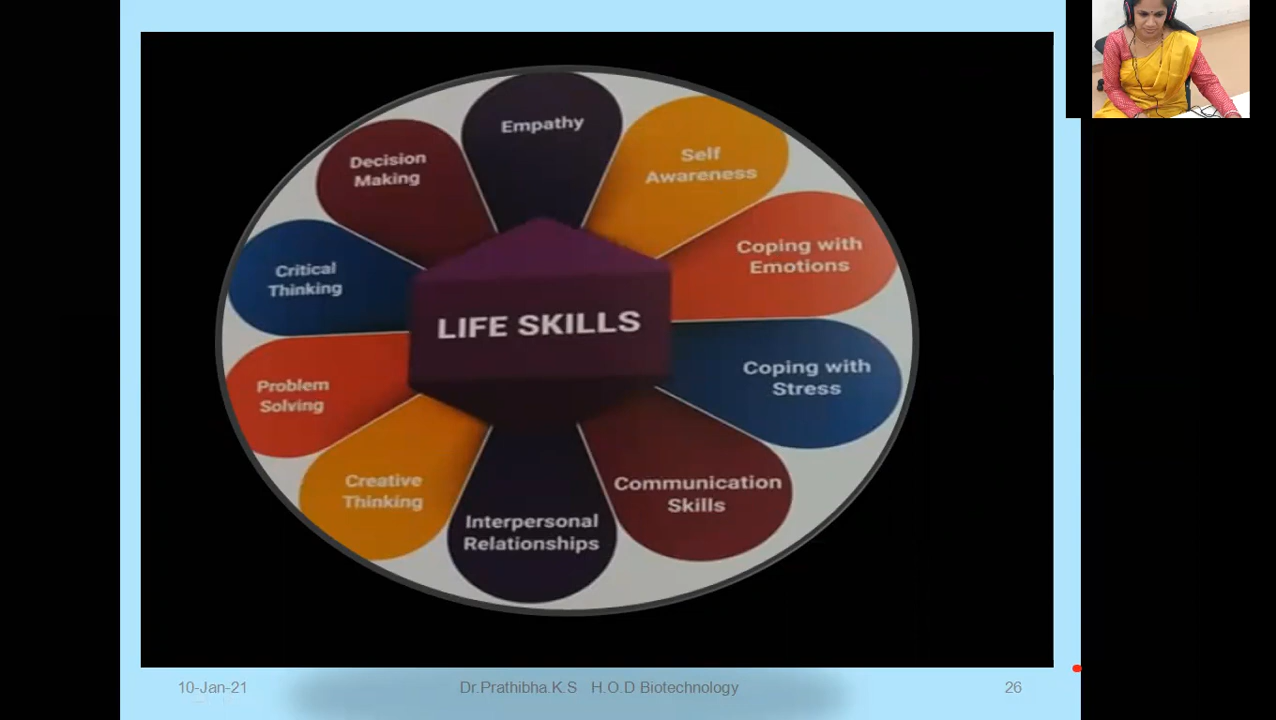 Empathy
Self
Awareness
Coping with
Emotions
Coping with
Stress
Communication
Skills
Interpersonal
Relationships
Creative
Thinking
Problem
Solving
Critical
Thinking
Decision
Making
LIFE SKILLS
10-Jan-21
Dr.Prathibha.K.S H.O.D Biotechnology
26